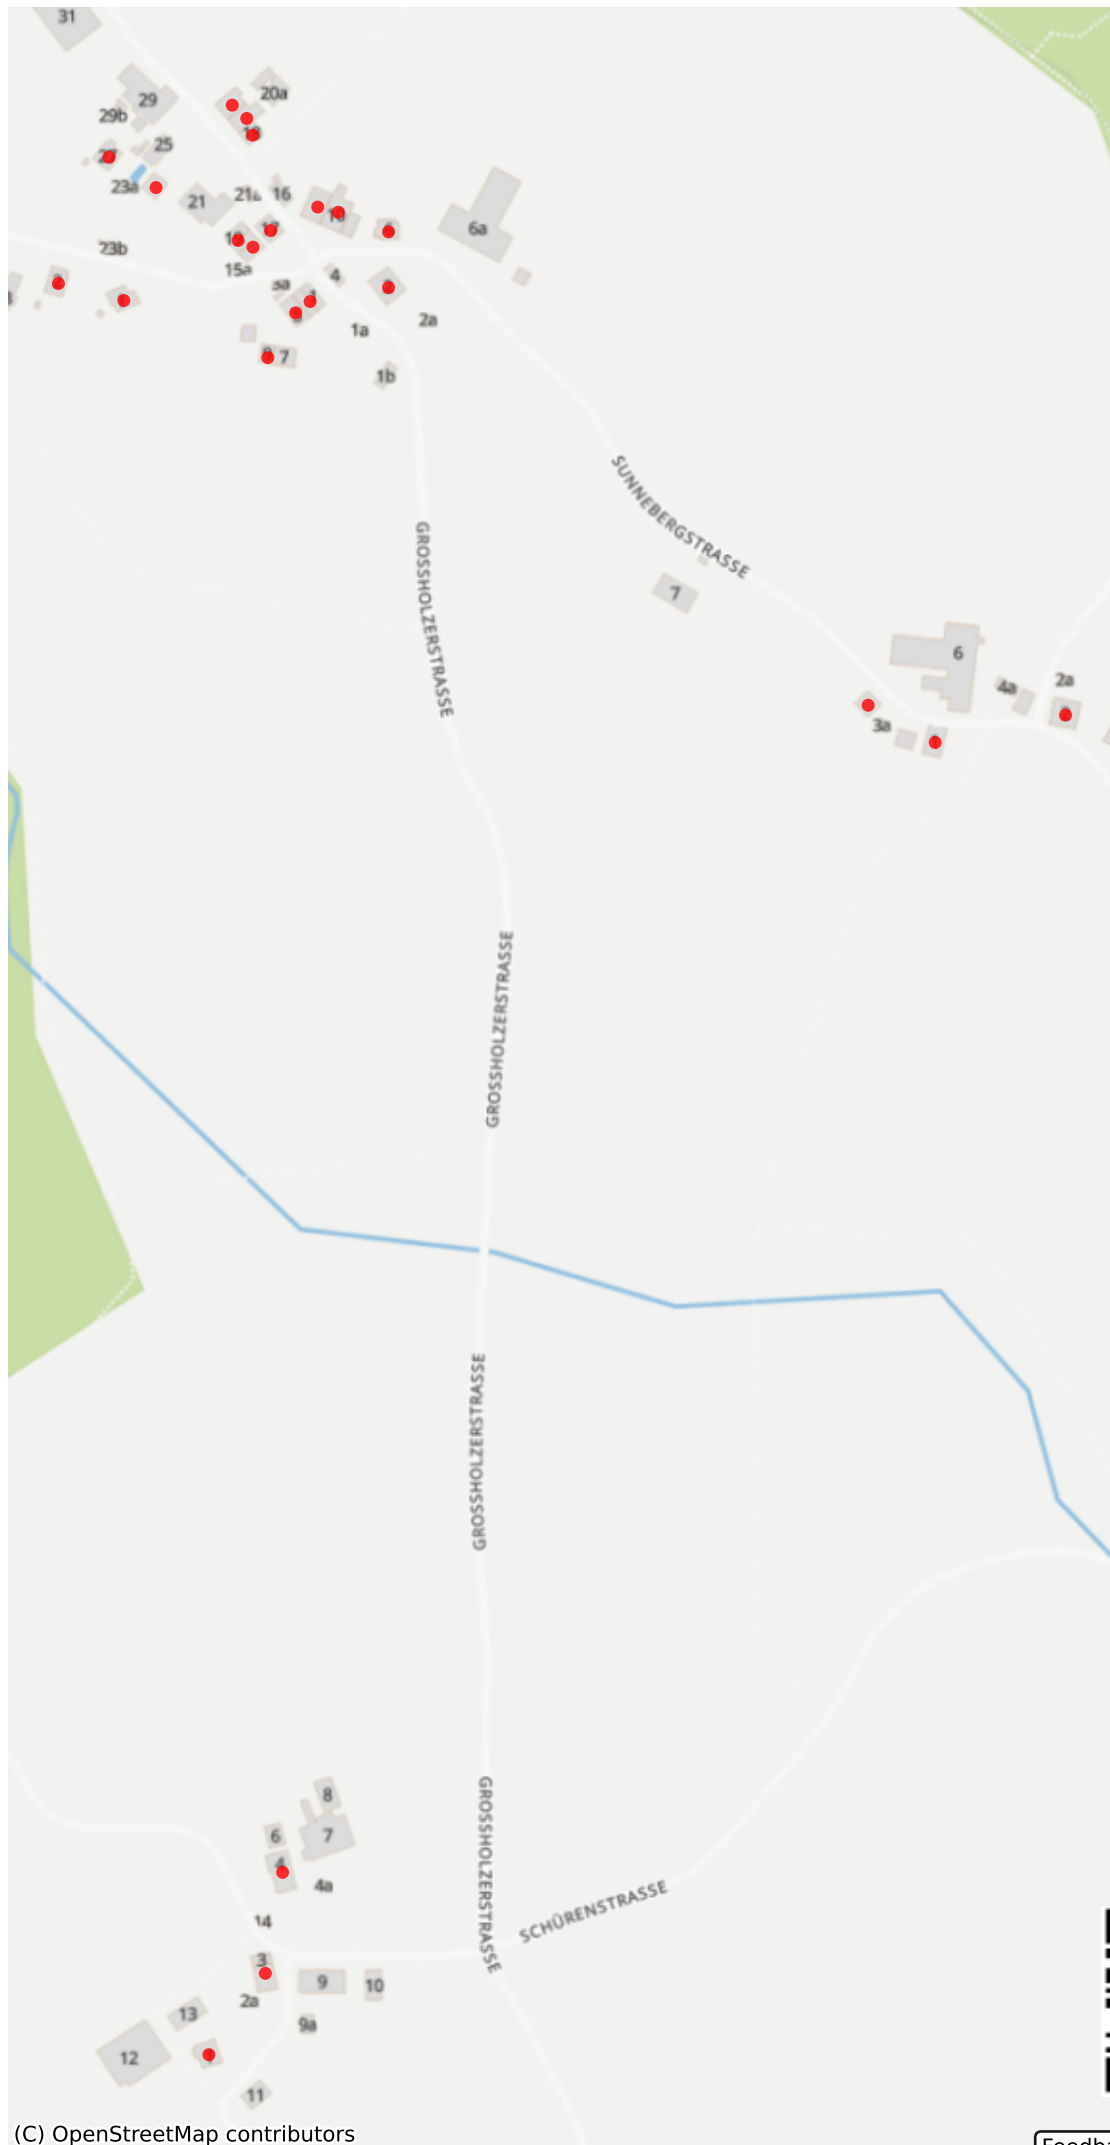 31
20a
29
29b
25
23a
21
21a
16
6a
23b
15a
3a
4
2a
1a
7
1b
SUNNEBERGSTRASSE
GROSSHOLZERSTRASSE
7
6
4a
2a
3a
GROSSHOLZERSTRASSE
GROSSHOLZERSTRASSE
GROSSHOLZERSTRASSE
8
6
7
4
4a
SCHÜRENSTRASSE
14
3
9
10
2a
13
9a
12
11
(C) OpenStreetMap contributors